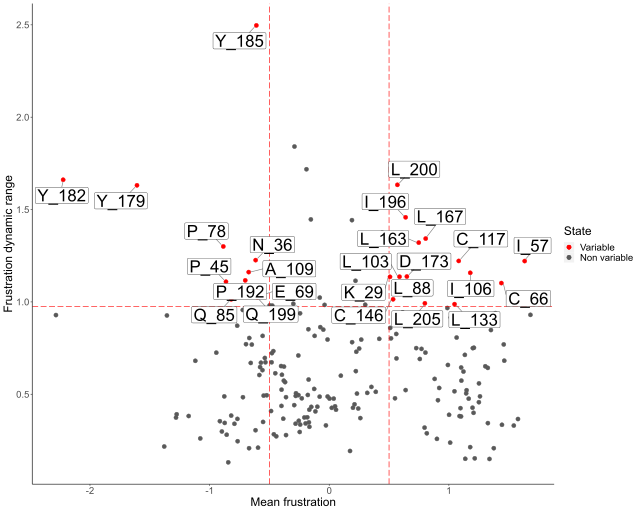 2.5
Y_185
2.0
L_200
Y_182
Y_179
I_196
1.5
L_167
P_78
N_36
L_163
C_117
I_57
P_45
A_109
L_103
D_173
P_192
E_69
K_29
L_88
I_106
C_66
1.0
Q_85
Q_199
C_146
L_205
L_133
0.5
Frustration dynamic range
-2
-1
0
1
Mean frustration
State
Variable
Non variable